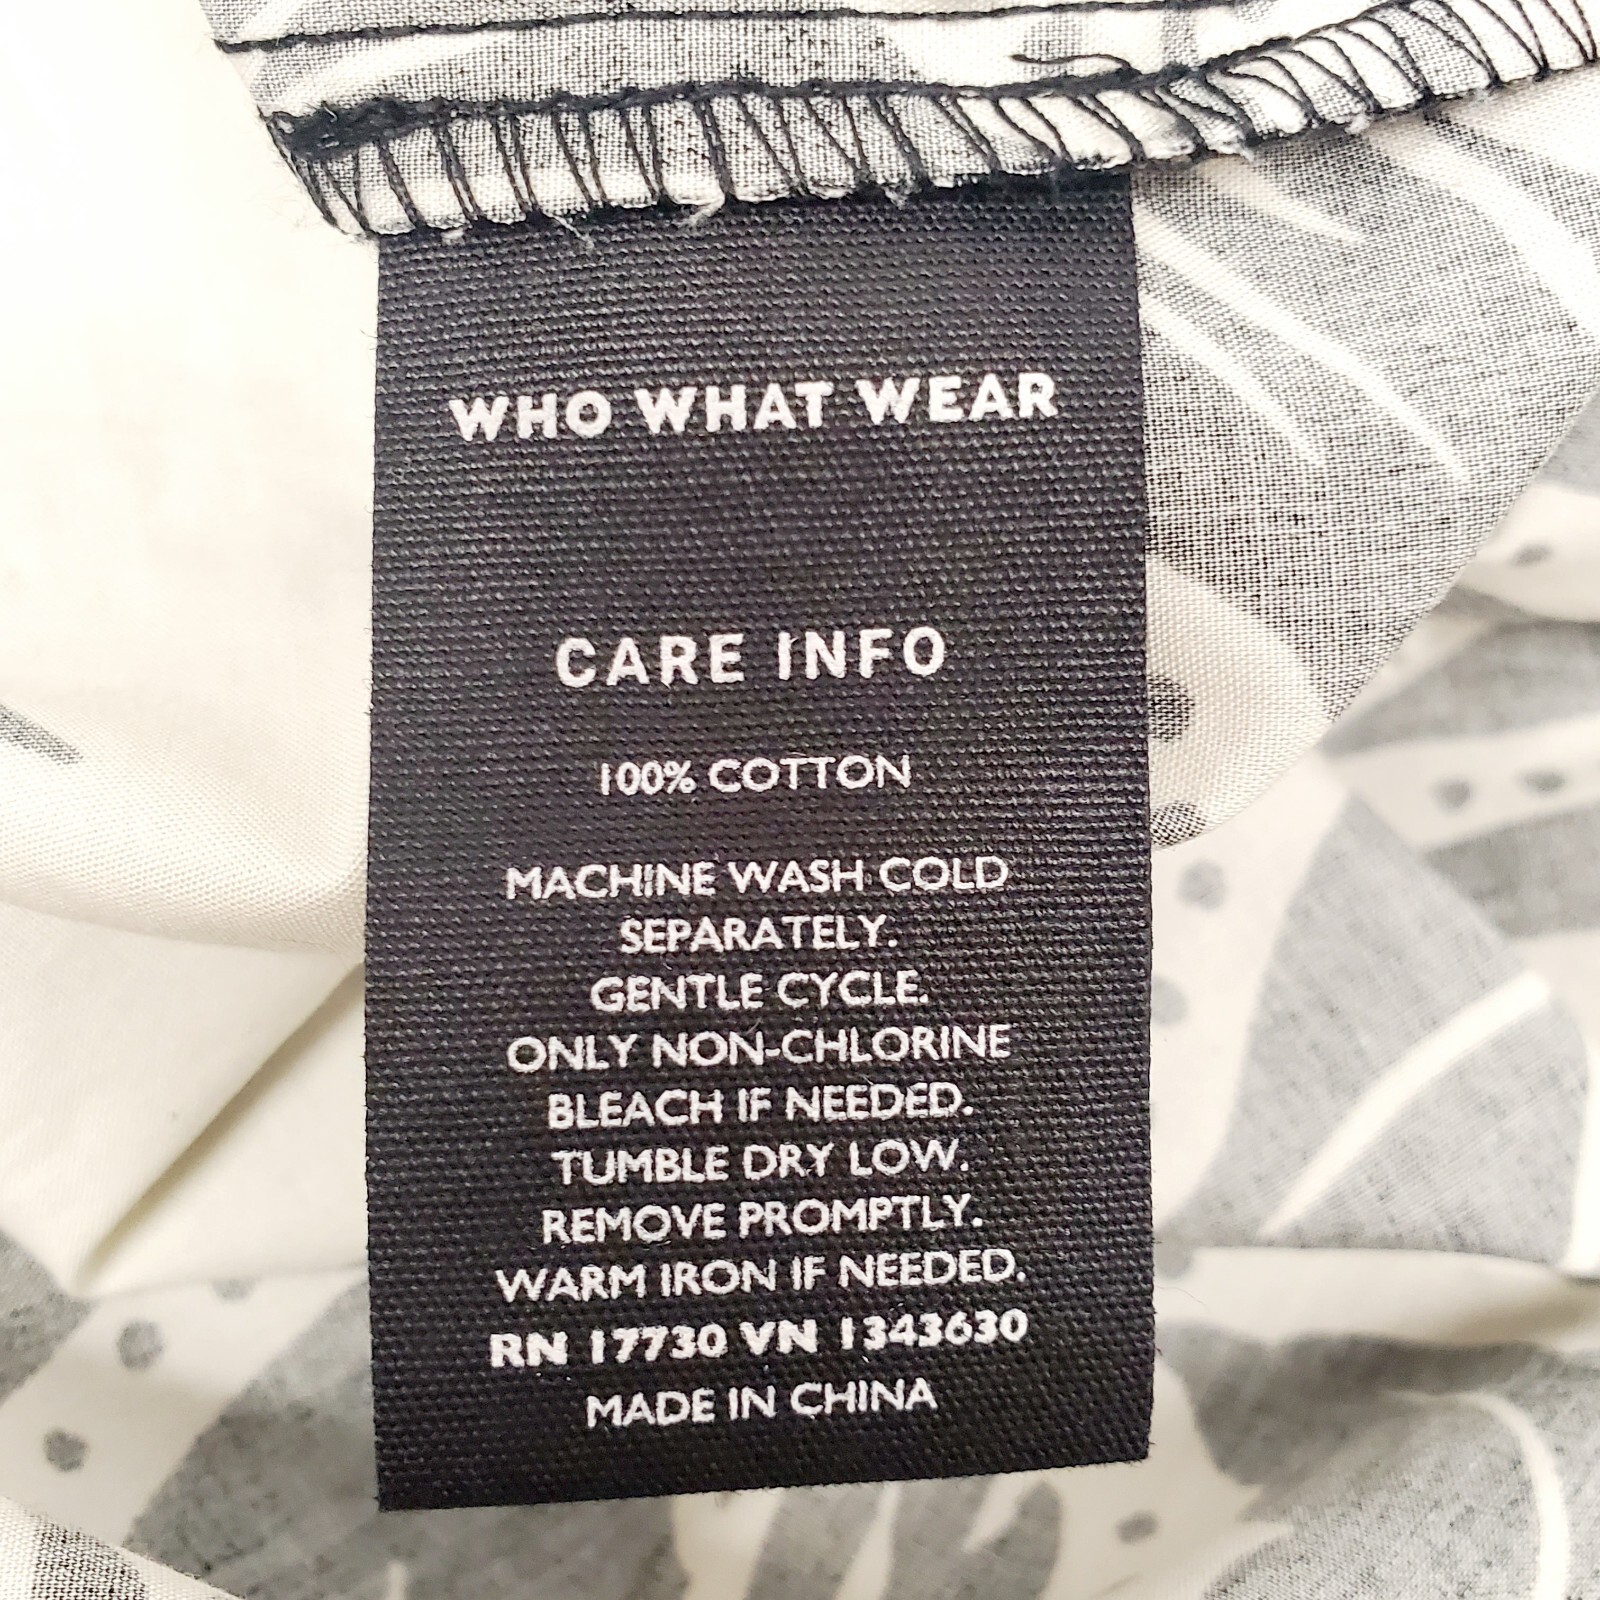 WHO WHAT WEAR
CARE INFO
100% COTTON
MACHINE WASH COLD
SEPARATELY.
GENTLE CYCLE.
ONLY NON-CHLORINE
BLEACH IF NEEDED.
TUMBLE DRY LOW.
REMOVE PROMPTLY.
WARM IRON IF NEEDED.
RN 17730 VN 1343630
MADE IN CHINA